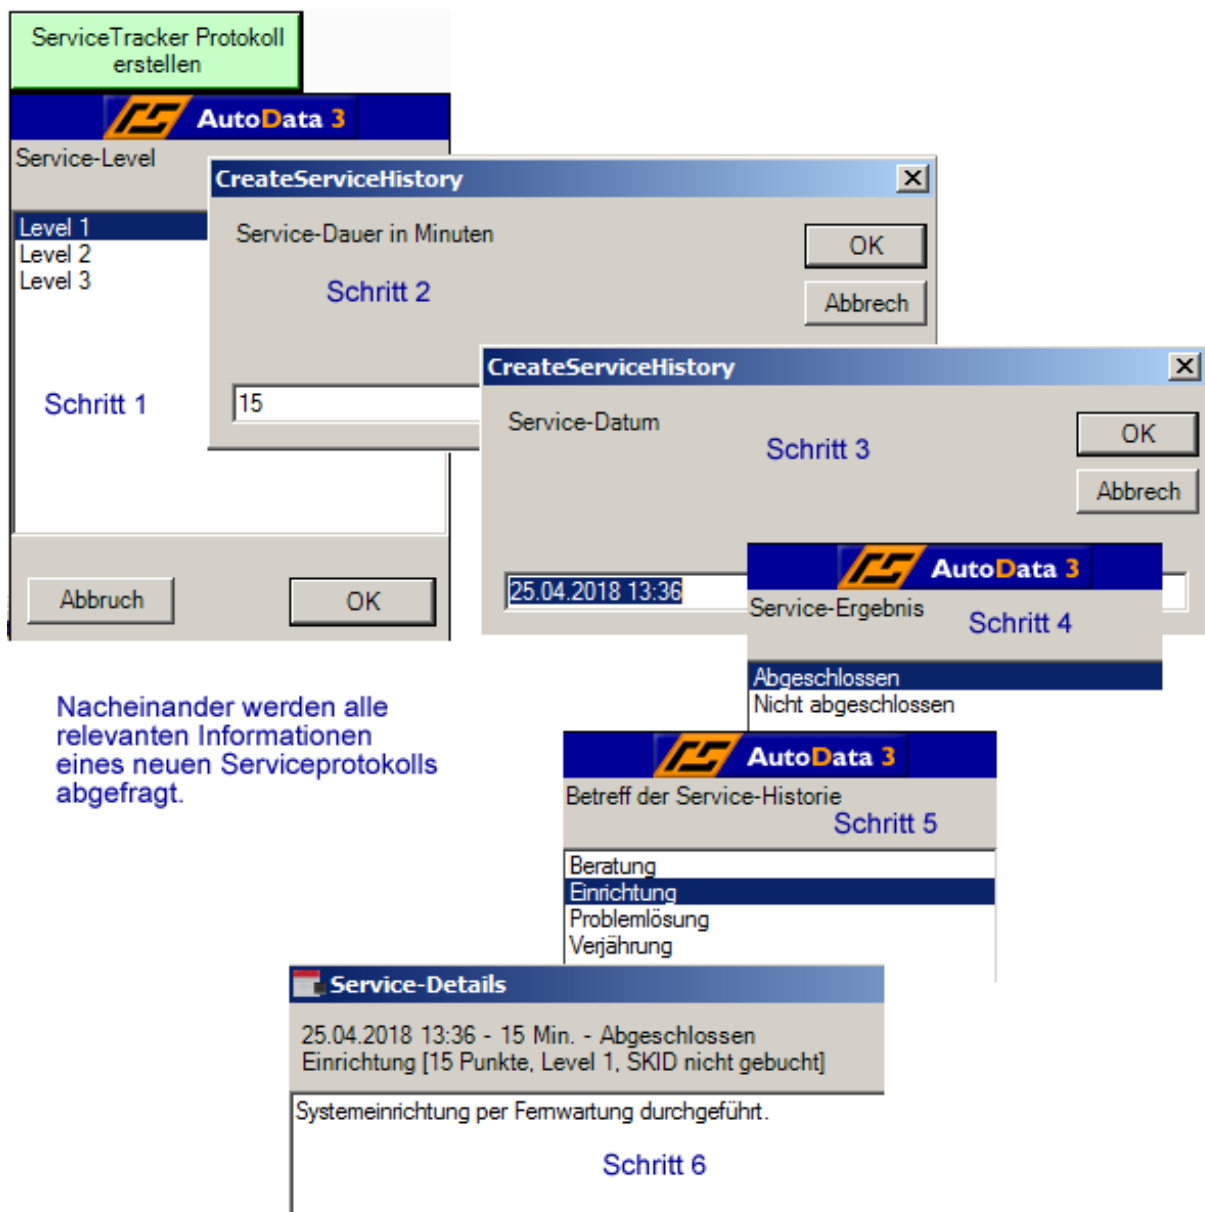 ServiceTracker Protokoll
erstellen
AutoData 3
Service-Level
Level 1
Level 2
Level 3
Schritt 1
Abbruch
OK
CreateServiceHistory
Service-Dauer in Minuten
OK
Schritt 2
Abbrech
15
CreateServiceHistory
Service-Datum
OK
Schritt 3
Abbrech
25.04.2018 13:36
AutoData 3
Service-Ergebnis
Schritt 4
Abgeschlossen
Nicht abgeschlossen
Nacheinander werden alle
relevanten Informationen
eines neuen Serviceprotokolls
abgefragt.
AutoData 3
Betreff der Service-Historie
Schritt 5
Beratung
Einrichtung
Problemlösung
Verjährung
Service-Details
25.04.2018 13:36 - 15 Min. - Abgeschlossen
Einrichtung [15 Punkte, Level 1, SKID nicht gebucht]
Systemeinrichtung per Fernwartung durchgeführt.
Schritt 6